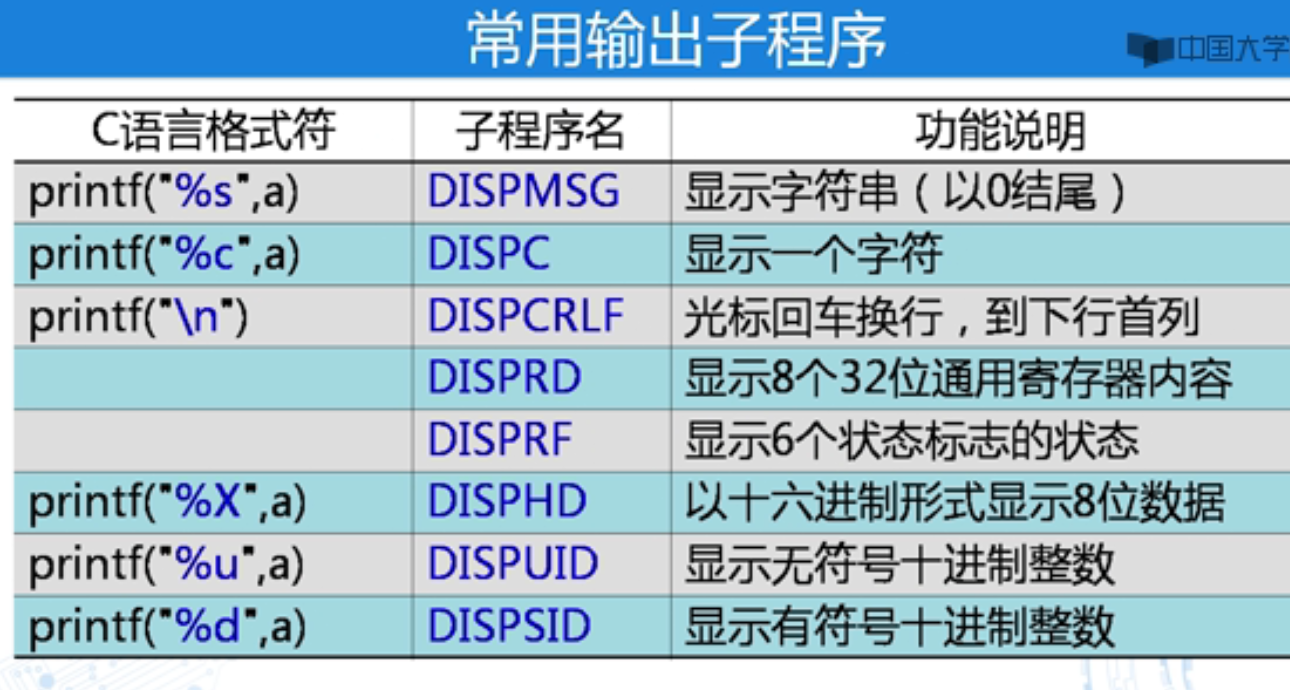 常用输出子程序
中国大学
C语言格式符 子程序名 功能说明
printf("%s",a) DISPMSG 显示字符串（以0结尾）
printf("%c",a) DISPC 显示一个字符
printf("\n") DISPCRLF 光标回车换行，到下行首列
DISPRD 显示8个32位通用寄存器内容
DISPRF 显示6个状态标志的状态
printf("%X",a) DISPHD 以十六进制形式显示8位数据
printf("%u",a) DISPUID 显示无符号十进制整数
printf("%d",a) DISPSID 显示有符号十进制整数